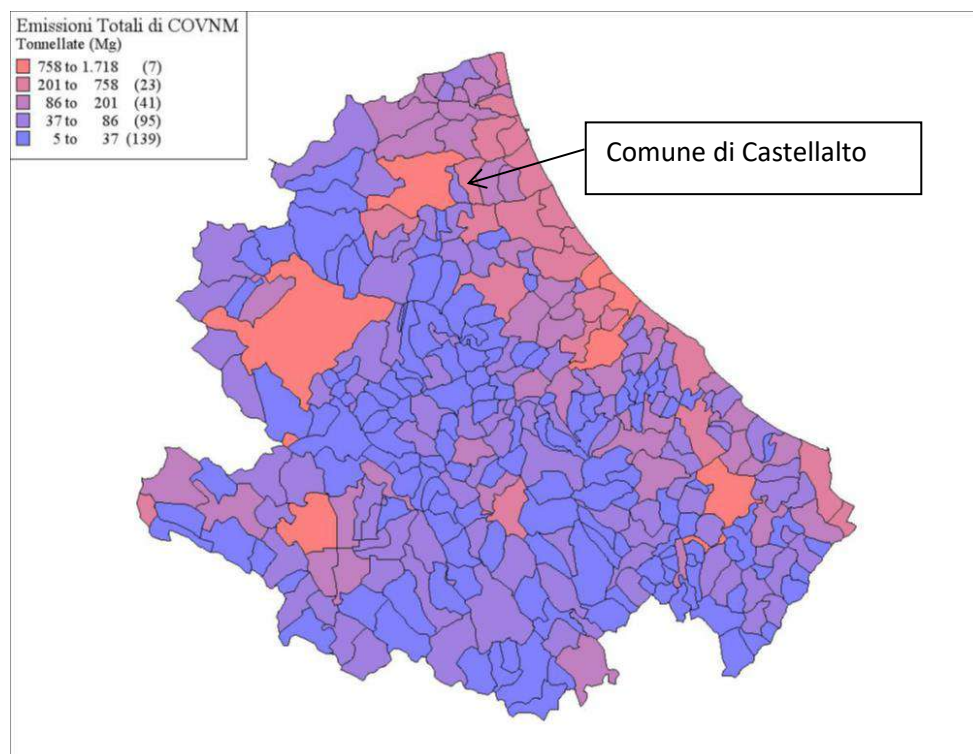 Emissioni Totali di COVNM
Tonnellate (Mg)
758 to 1.718 (7)
201 to 758 (23)
86 to 201 (41)
37 to 86 (95)
5 to 37 (139)
Comune di Castellalto